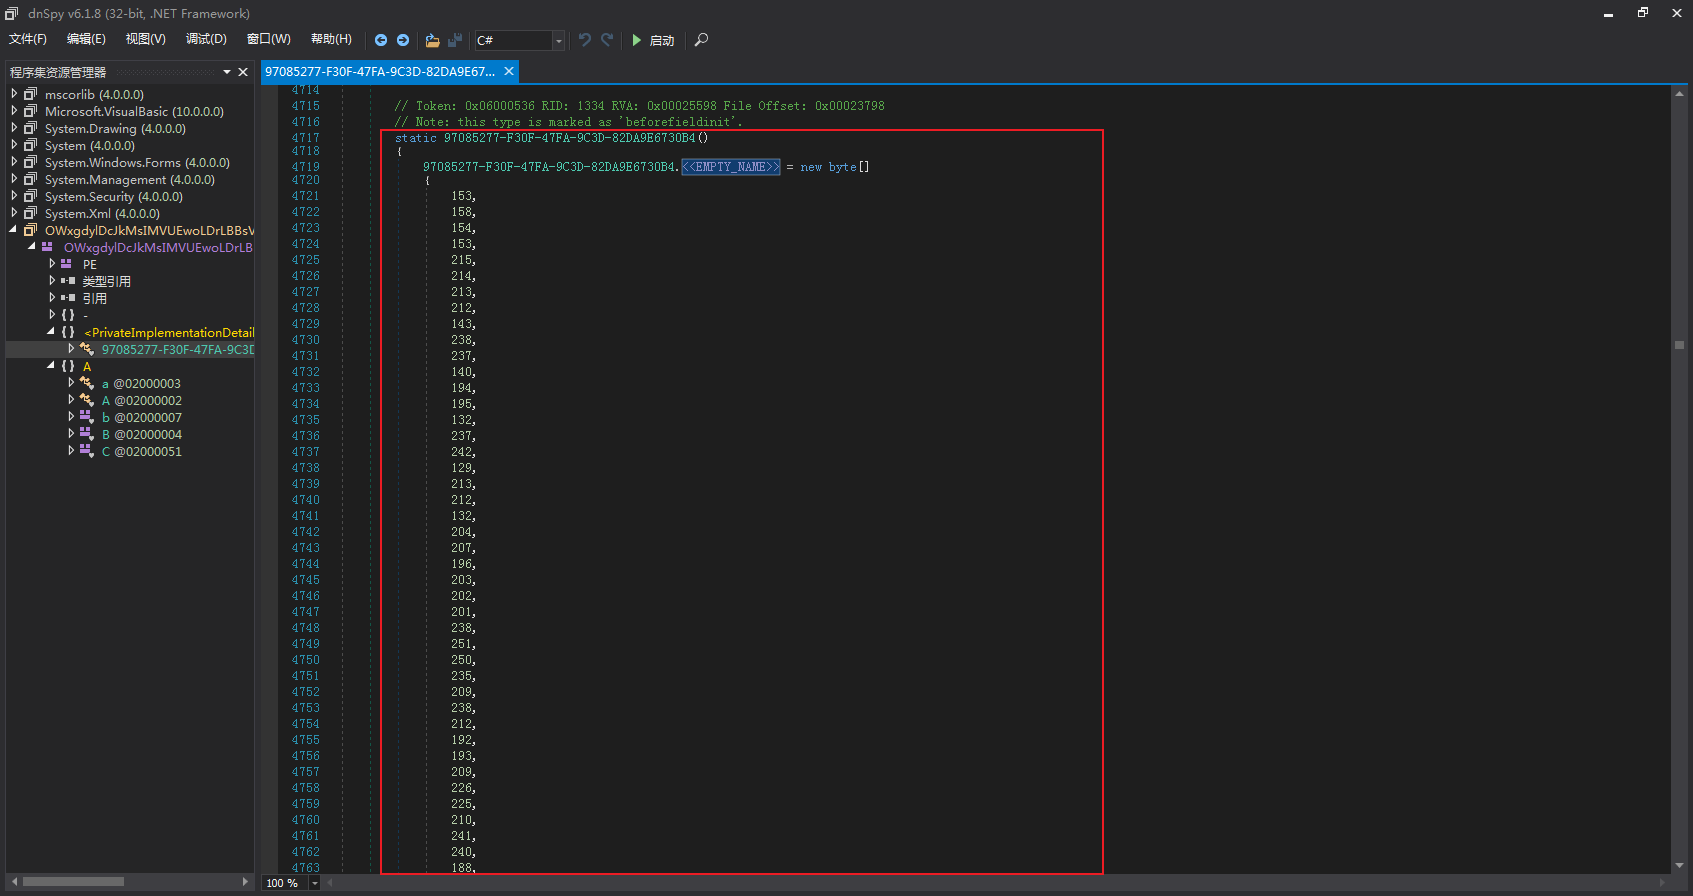 dnSpy v6.1.8 (32-bit, .NET Framework)
文件(F) 编辑(E) 视图(V) 调试(D) 窗口(W) 帮助(H) C# 启动
程序集资源管理器
mscorlib (4.0.0.0)
Microsoft.VisualBasic (10.0.0.0)
System.Drawing (4.0.0.0)
System (4.0.0.0)
System.Windows.Forms (4.0.0.0)
System.Management (4.0.0.0)
System.Security (4.0.0.0)
System.Xml (4.0.0.0)
OWxgdylDcJkMsIMVUEwoLDrLBBsV
OWxgdylDcJkMsIMVUEwoLDrLB
PE
类型引用
引用
{ } -
{ } <PrivateImplementationDetail
97085277-F30F-47FA-9C3D
{ } A
a @02000003
A @02000002
b @02000007
B @02000004
C @02000051
97085277-F30F-47FA-9C3D-82DA9E67...
4714
4715 // Token: 0x06000536 RID: 1334 RVA: 0x00025598 File Offset: 0x00023798
4716 // Note: this type is marked as 'beforefieldinit'.
4717 static 97085277-F30F-47FA-9C3D-82DA9E6730B4()
4718 {
4719 97085277-F30F-47FA-9C3D-82DA9E6730B4.<<EMPTY_NAME>> = new byte[]
4720 {
4721 153,
4722 158,
4723 154,
4724 153,
4725 215,
4726 214,
4727 213,
4728 212,
4729 143,
4730 238,
4731 237,
4732 140,
4733 194,
4734 195,
4735 132,
4736 237,
4737 242,
4738 129,
4739 213,
4740 212,
4741 132,
4742 204,
4743 207,
4744 196,
4745 203,
4746 202,
4747 201,
4748 238,
4749 251,
4750 250,
4751 235,
4752 209,
4753 238,
4754 212,
4755 192,
4756 193,
4757 209,
4758 226,
4759 225,
4760 210,
4761 241,
4762 240,
4763 188,
100 %